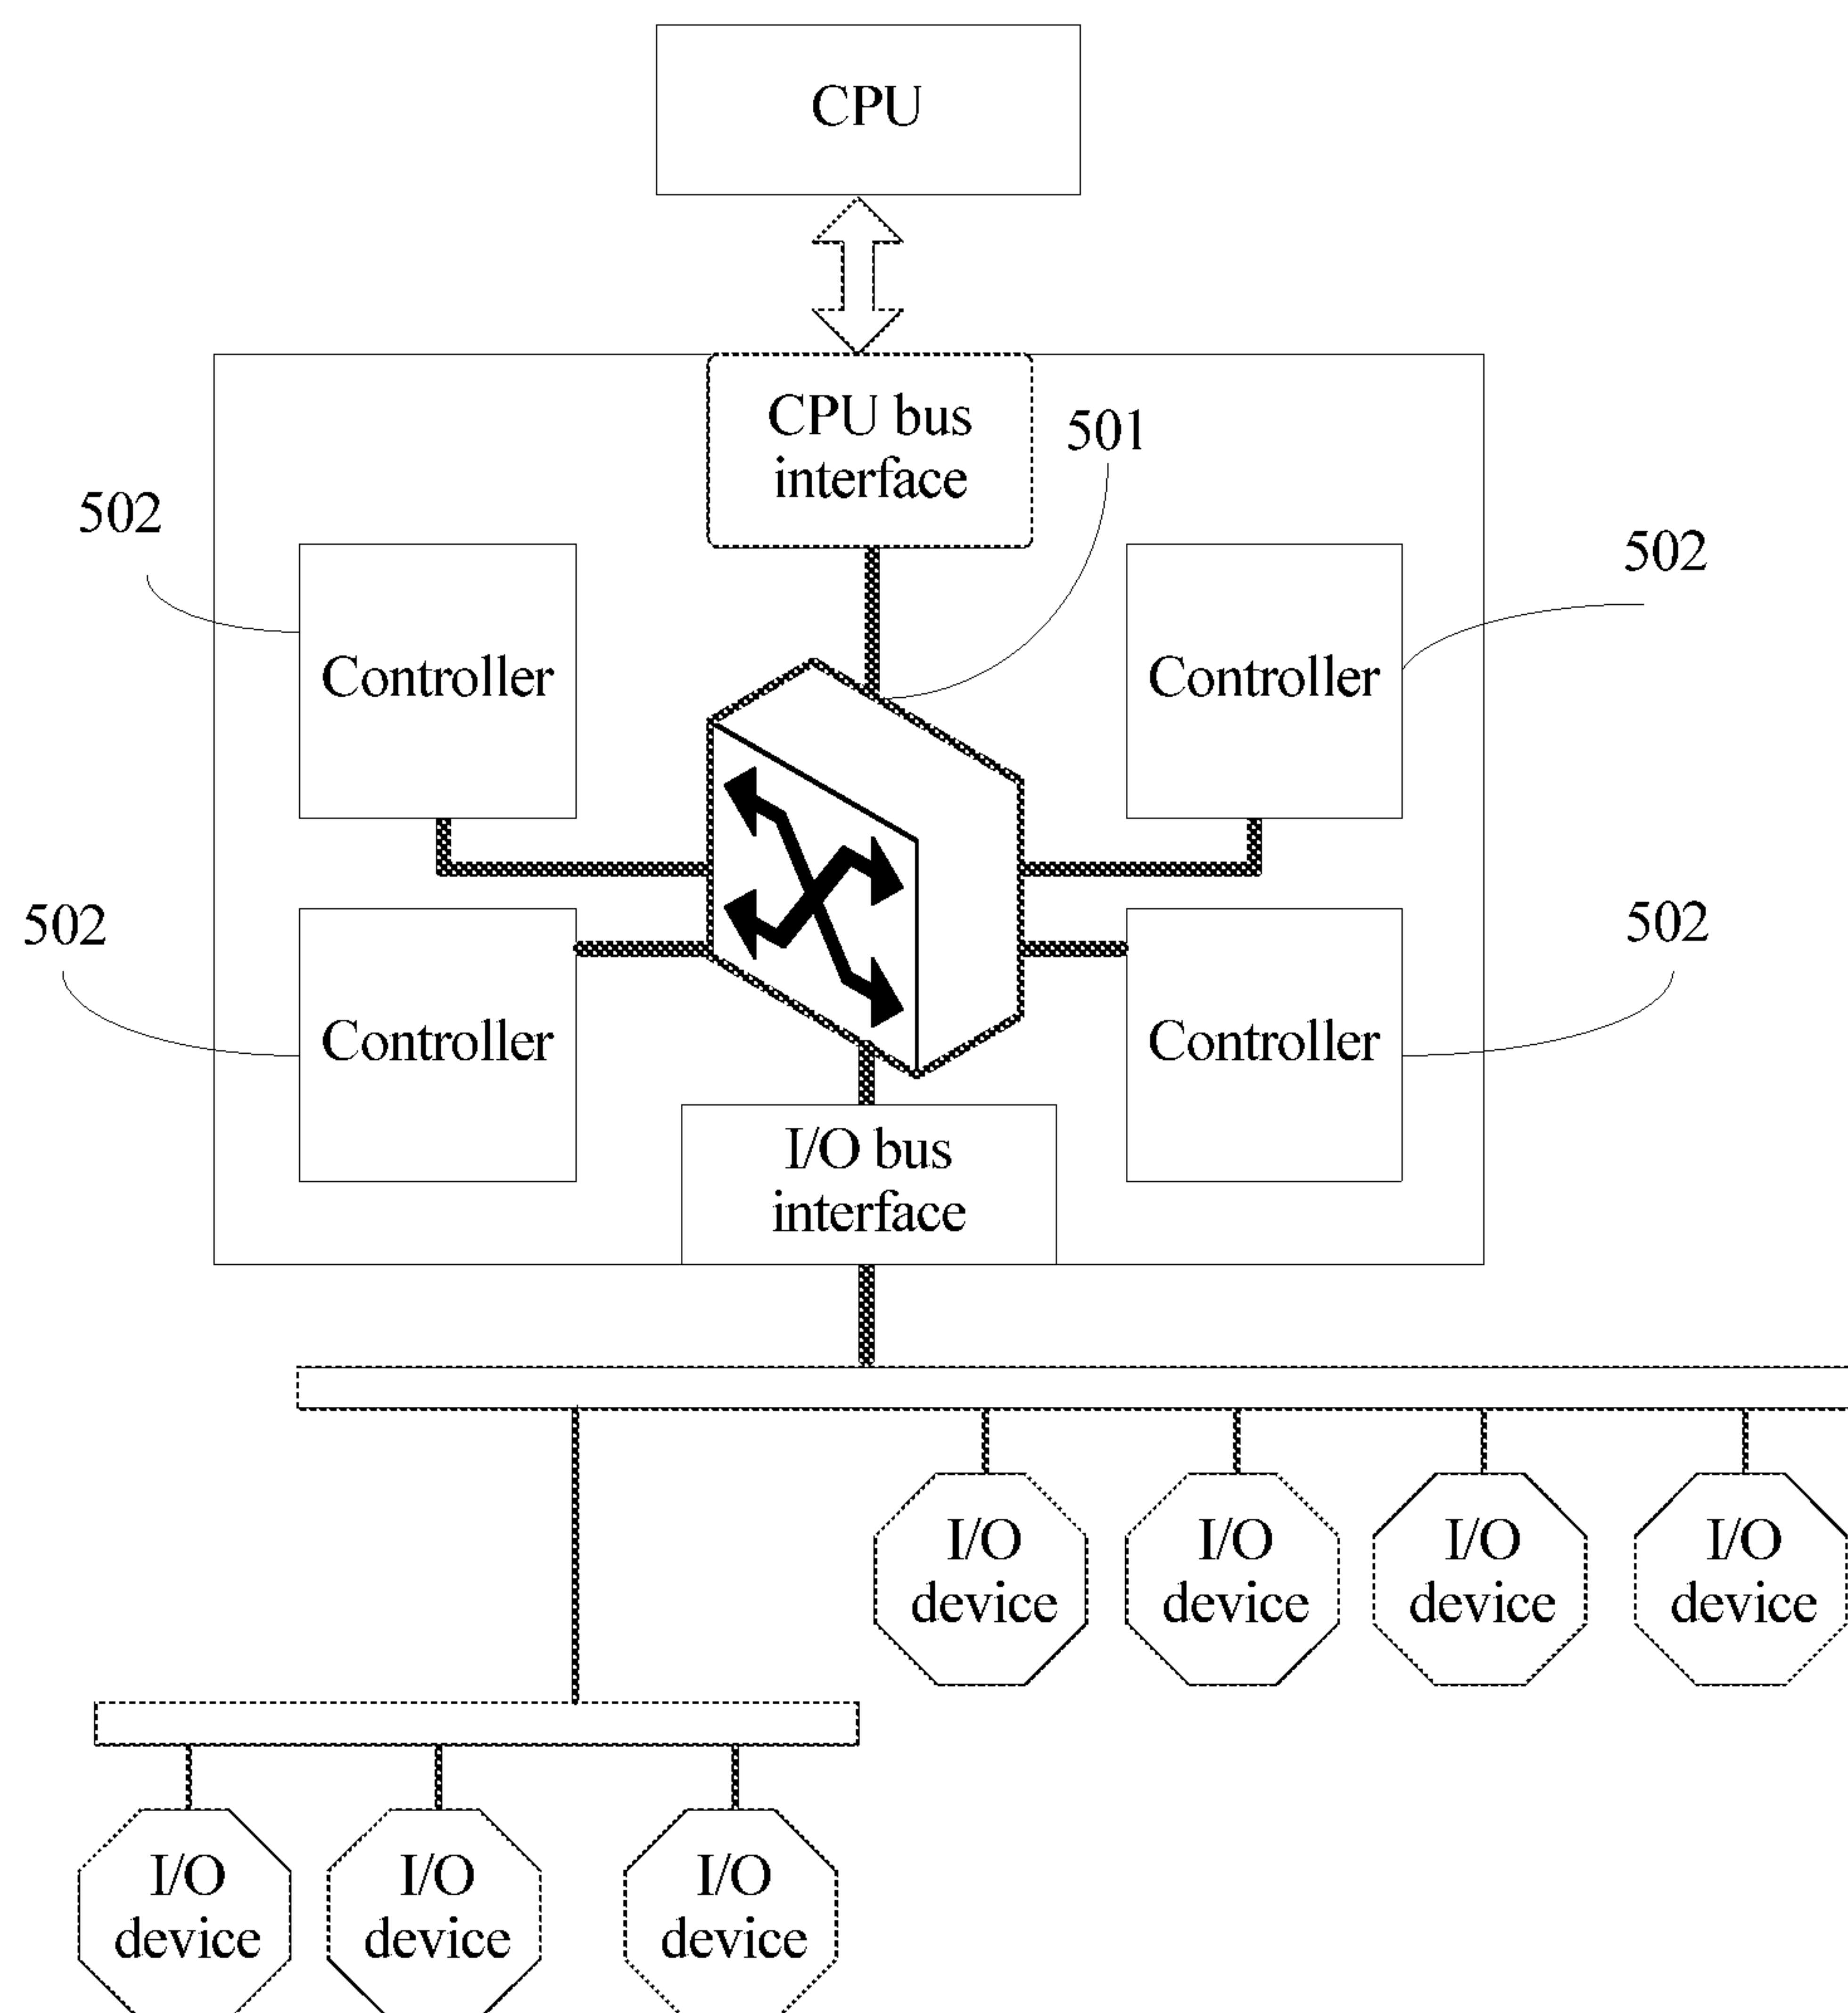 CPU
CPU bus
interface
501
502
502
Controller
Controller
502
502
Controller
Controller
I/O bus
interface
I/O
device
I/O
device
I/O
device
I/O
device
I/O
device
I/O
device
I/O
device